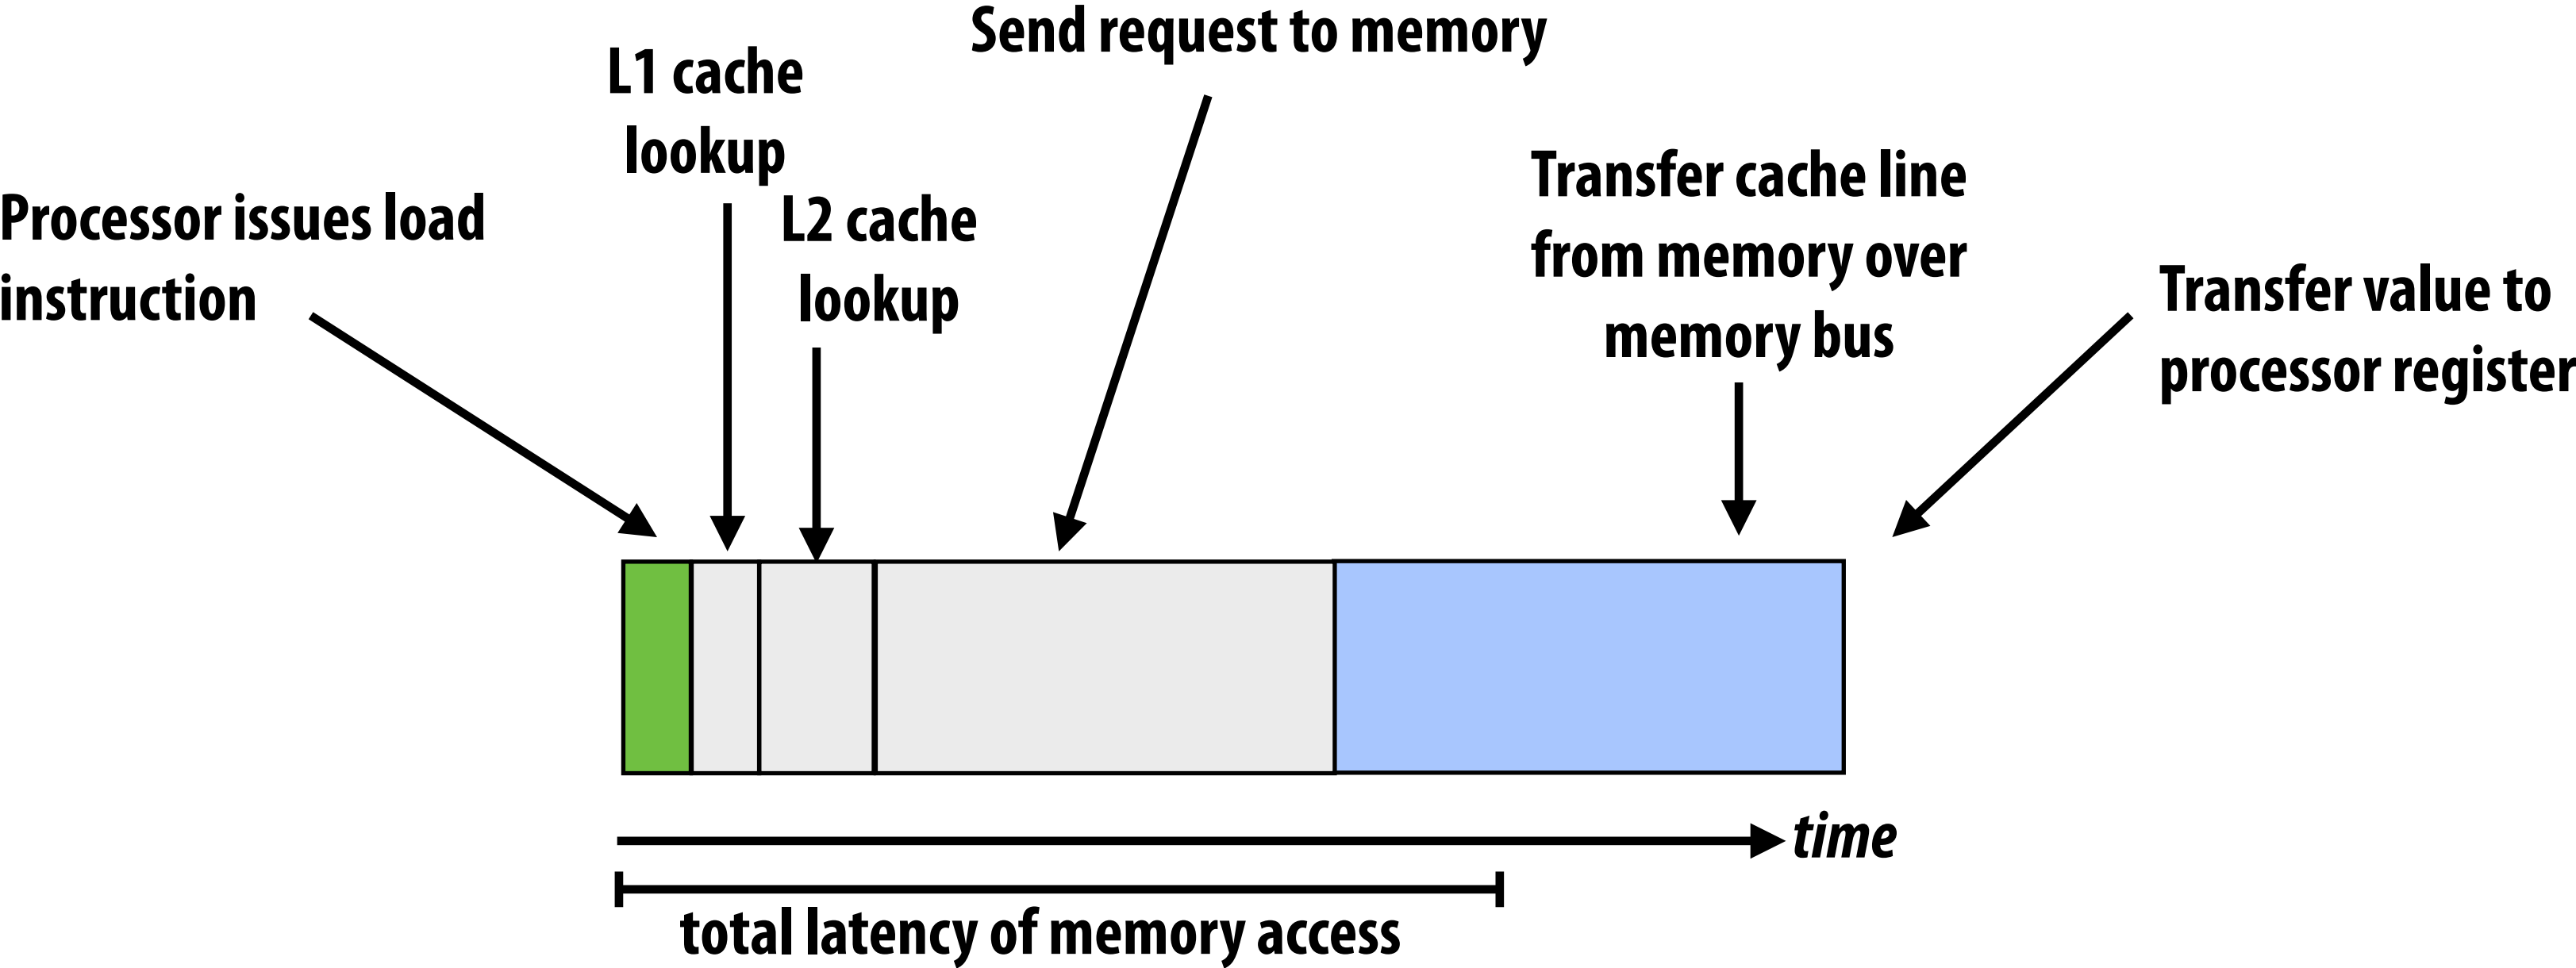 Send request to memory
L1 cache
lookup
Processor issues load
instruction
L2 cache
lookup
Transfer cache line
from memory over
memory bus
Transfer value to
processor register
time
total latency of memory access